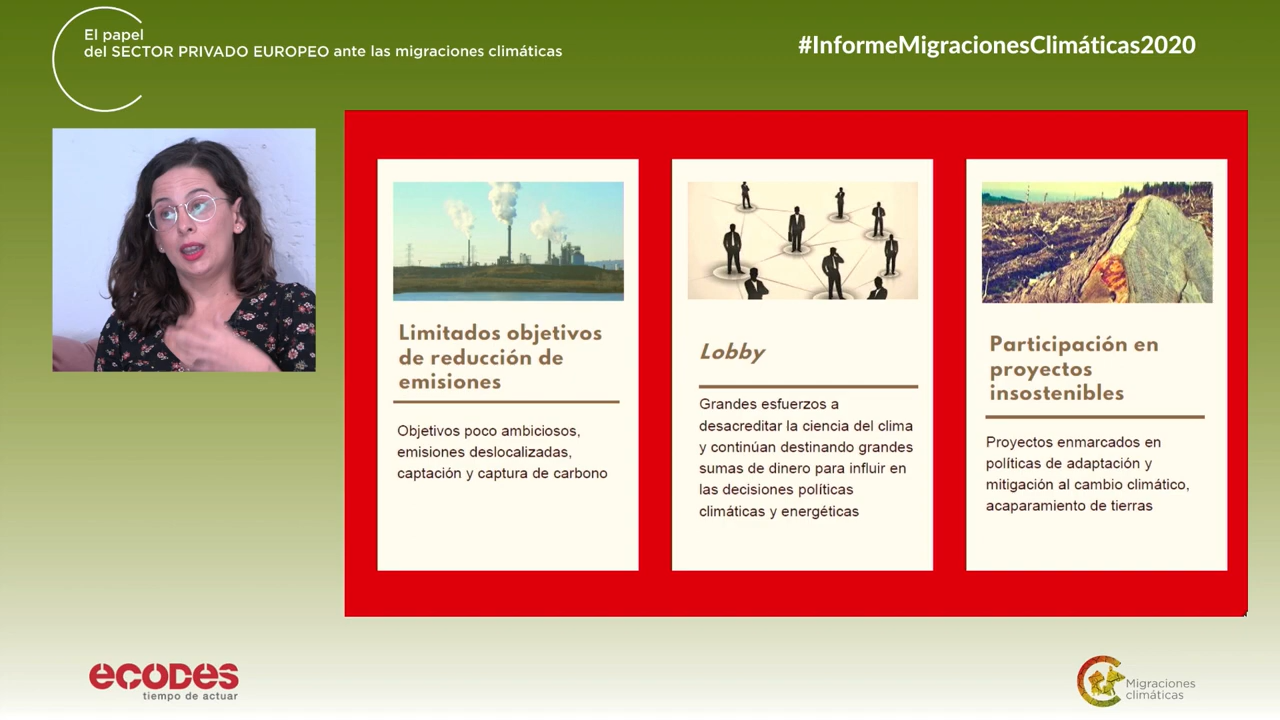 El papel
del SECTOR PRIVADO EUROPEO ante las migraciones climáticas
#InformeMigracionesClimáticas2020
Limitados objetivos
de reducción de
emisiones
Objetivos poco ambiciosos,
emisiones deslocalizadas,
captación y captura de carbono
Lobby
Grandes esfuerzos a
desacreditar la ciencia del clima
y continúan destinando grandes
sumas de dinero para influir en
las decisiones políticas
climáticas y energéticas
Participación en
proyectos
insostenibles
Proyectos enmarcados en
políticas de adaptación y
mitigación al cambio climático,
acaparamiento de tierras
ecodes
tiempo de actuar
Migraciones
climáticas